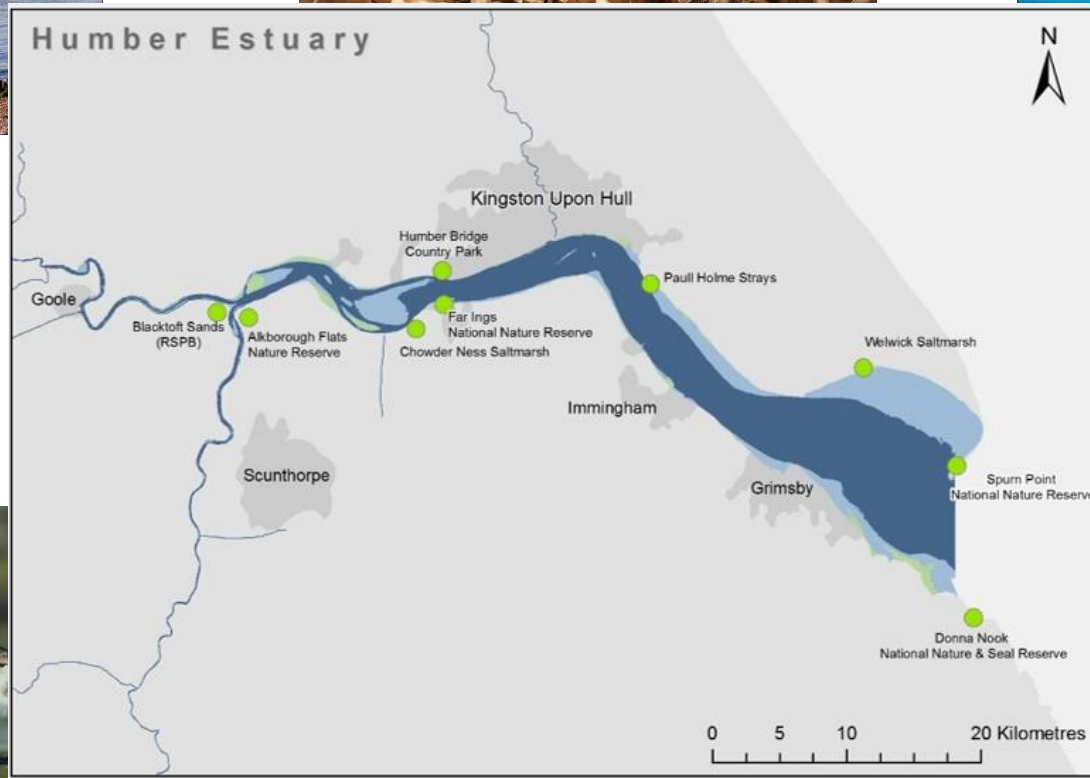 Humber Estuary
N
Kingston Upon Hull
Humber Bridge
Country Park
Goole
Paull Holme Strays
Blacktoft Sands
(RSPB)
Alkborough Flats
Nature Reserve
Far Ings
National Nature Reserve
Chowder Ness Saltmarsh
Welwick Saltmarsh
Immingham
Scunthorpe
Grimsby
Spurn Point
National Nature Reserve
Donna Nook
National Nature & Seal Reserve
0 5 10 20 Kilometres